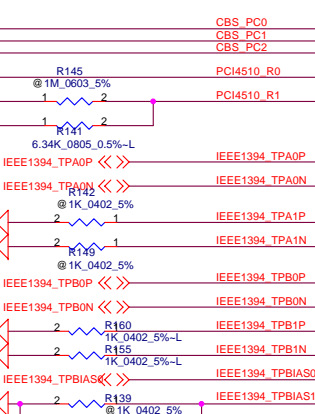 CBS_PC0
CBS_PC1
CBS_PC2
R145
PCI4510_R0
@1M_0603_5%
1 2
PCI4510_R1
1 2
R141
6.34K_0805_0.5%~L
IEEE1394_TPA0P
IEEE1394_TPA0P
IEEE1394_TPA0N
IEEE1394_TPA0N
R142
@1K_0402_5%
2 1
IEEE1394_TPA1P
2 1
IEEE1394_TPA1N
R149
@1K_0402_5%
IEEE1394_TPB0P
IEEE1394_TPB0P
IEEE1394_TPB0N
IEEE1394_TPB0N
2 1
R160
IEEE1394_TPB1P
1K_0402_5%~L
2 1
R155
IEEE1394_TPB1N
1K_0402_5%~L
IEEE1394_TPBIAS0
IEEE1394_TPBIAS0
2 1
R139
IEEE1394_TPBIAS1
@1K_0402_5%